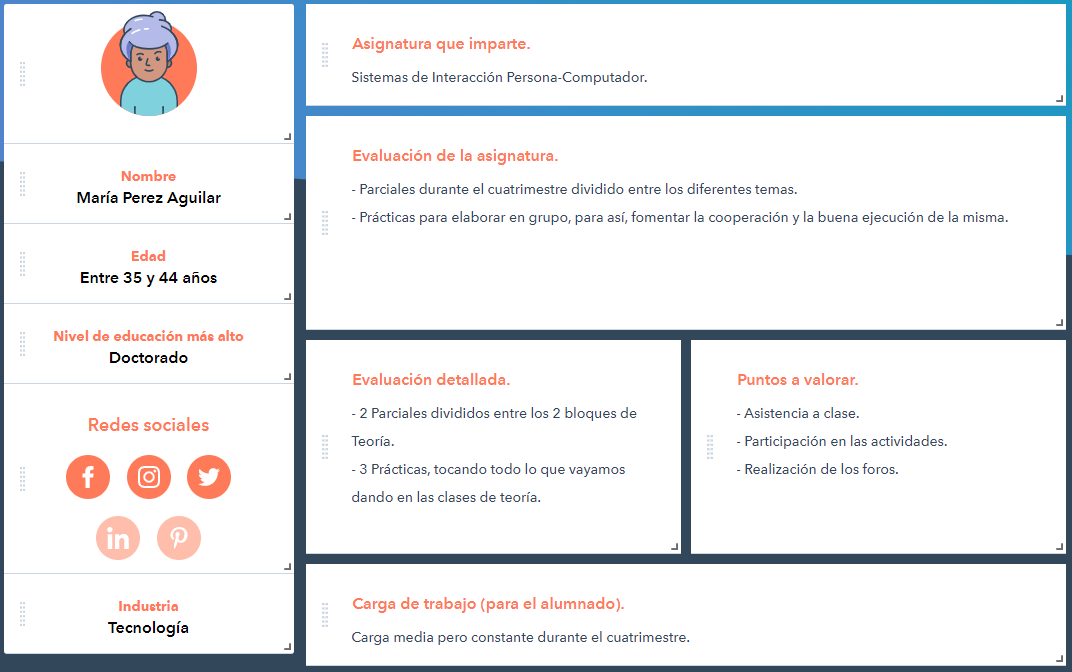 Nombre
María Perez Aguilar
Edad
Entre 35 y 44 años
Nivel de educación más alto
Doctorado
Redes sociales
in
Industria
Tecnología
Asignatura que imparte.
Sistemas de Interacción Persona-Computador.
Evaluación de la asignatura.
- Parciales durante el cuatrimestre dividido entre los diferentes temas.
- Prácticas para elaborar en grupo, para así, fomentar la cooperación y la buena ejecución de la misma.
Evaluación detallada.
- 2 Parciales divididos entre los 2 bloques de
Teoría.
- 3 Prácticas, tocando todo lo que vayamos
dando en las clases de teoría.
Puntos a valorar.
- Asistencia a clase.
- Participación en las actividades.
- Realización de los foros.
Carga de trabajo (para el alumnado).
Carga media pero constante durante el cuatrimestre.